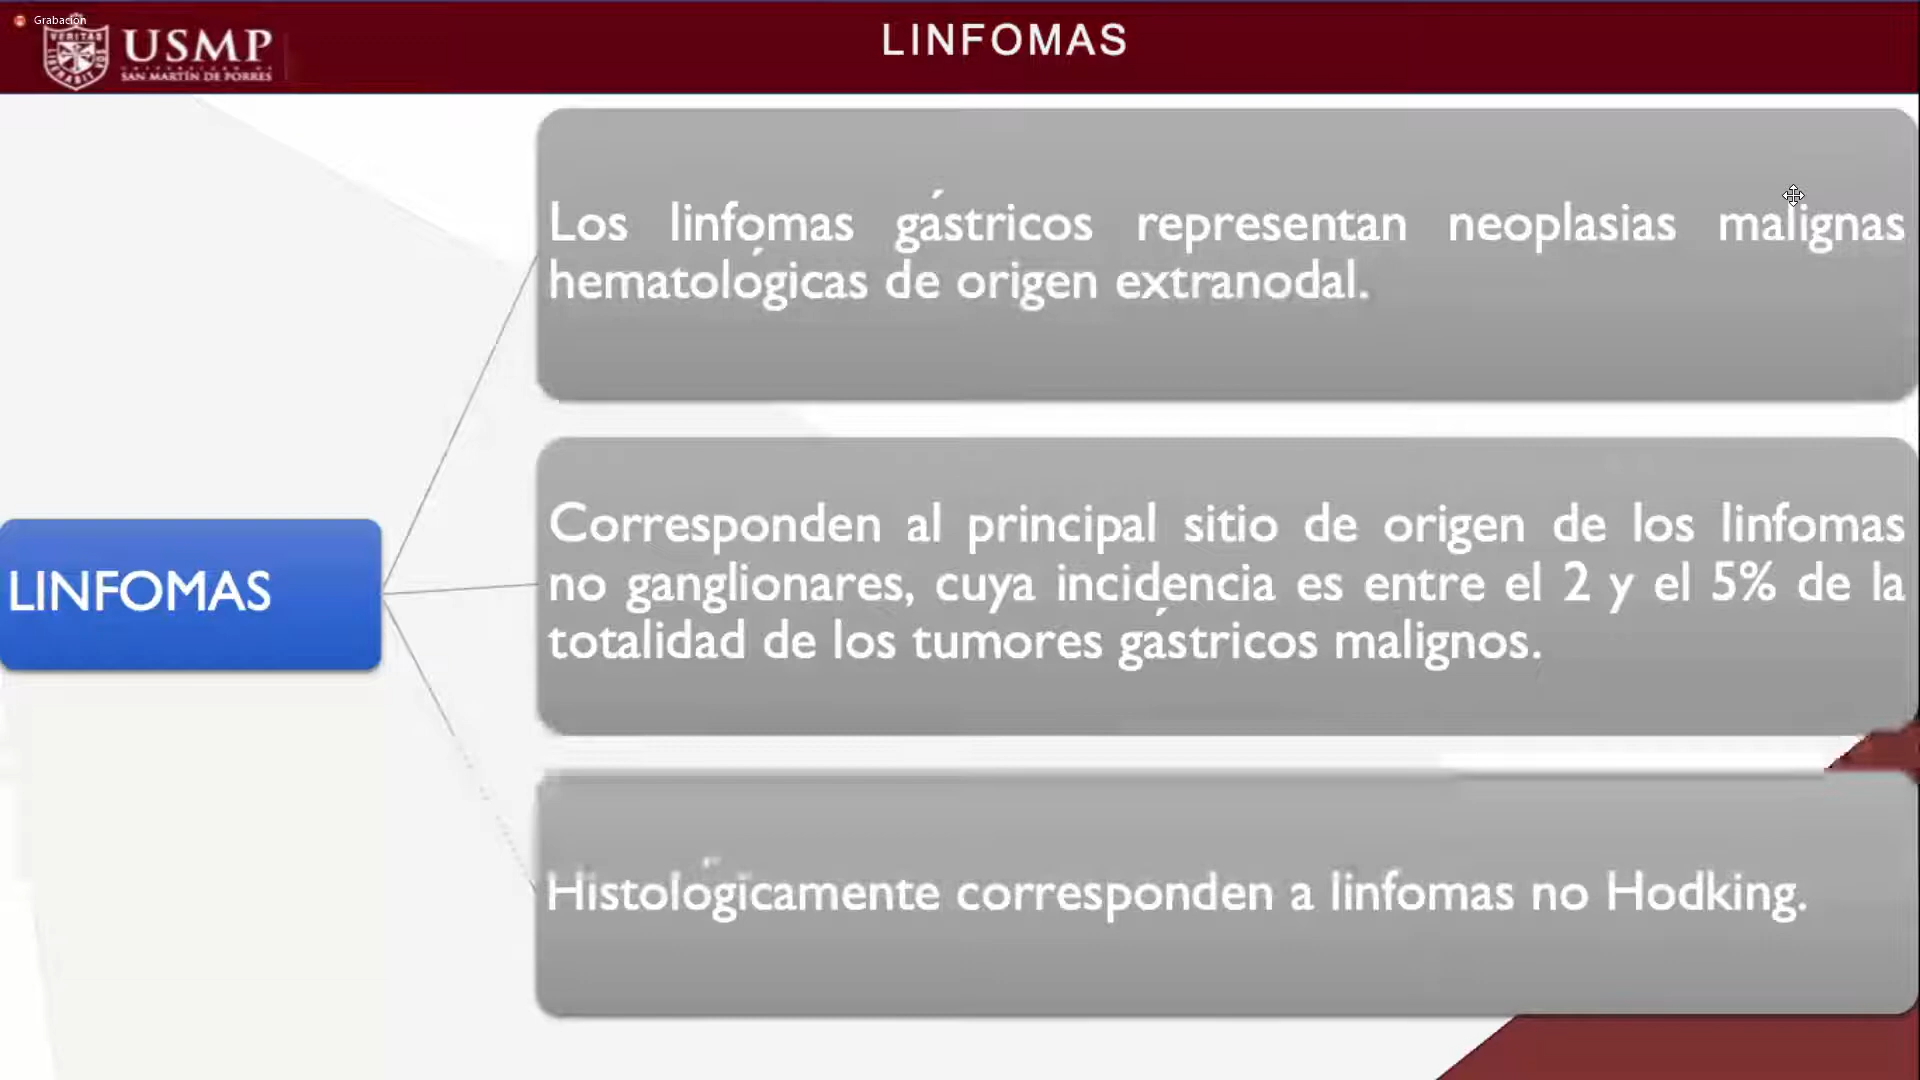 Grabación
USMP
SAN MARTÍN DE PORRES
LINFOMAS
Los linfomas gástricos representan neoplasias malignas
hematológicas de origen extranodal.
LINFOMAS
Corresponden al principal sitio de origen de los linfomas
no ganglionares, cuya incidencia es entre el 2 y el 5% de la
totalidad de los tumores gástricos malignos.
Histológicamente corresponden a linfomas no Hodking.